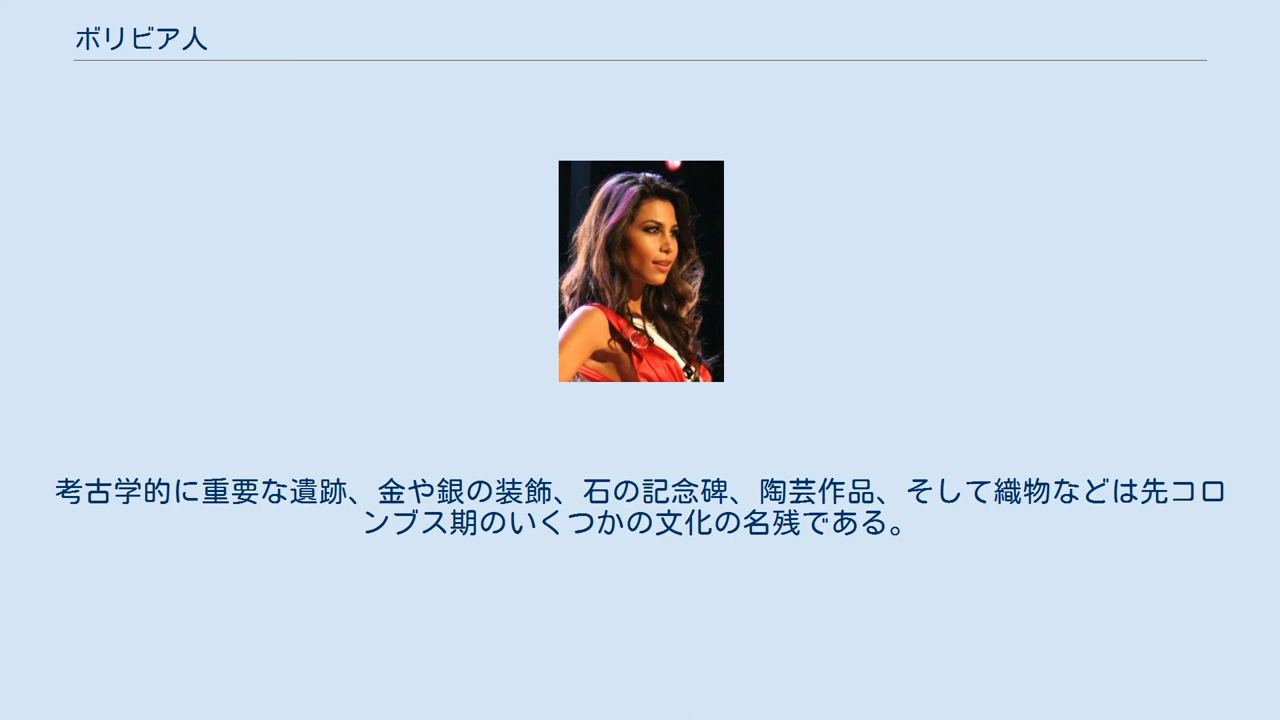 ボリビア人
考古学的に重要な遺跡、金や銀の装飾、石の記念碑、陶芸作品、そして織物などは先コロ
ンブス期のいくつかの文化の名残である。